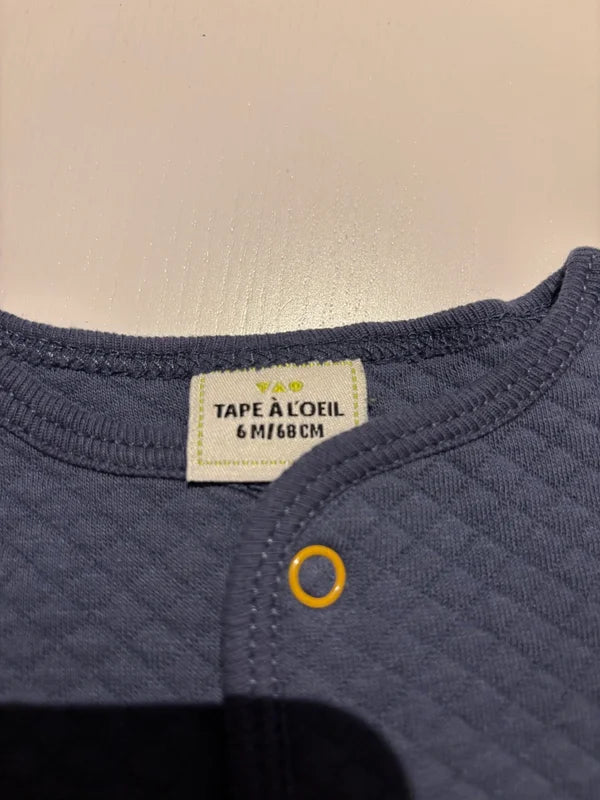 TAO
TAPE À L'OEIL
6 M/68 CM